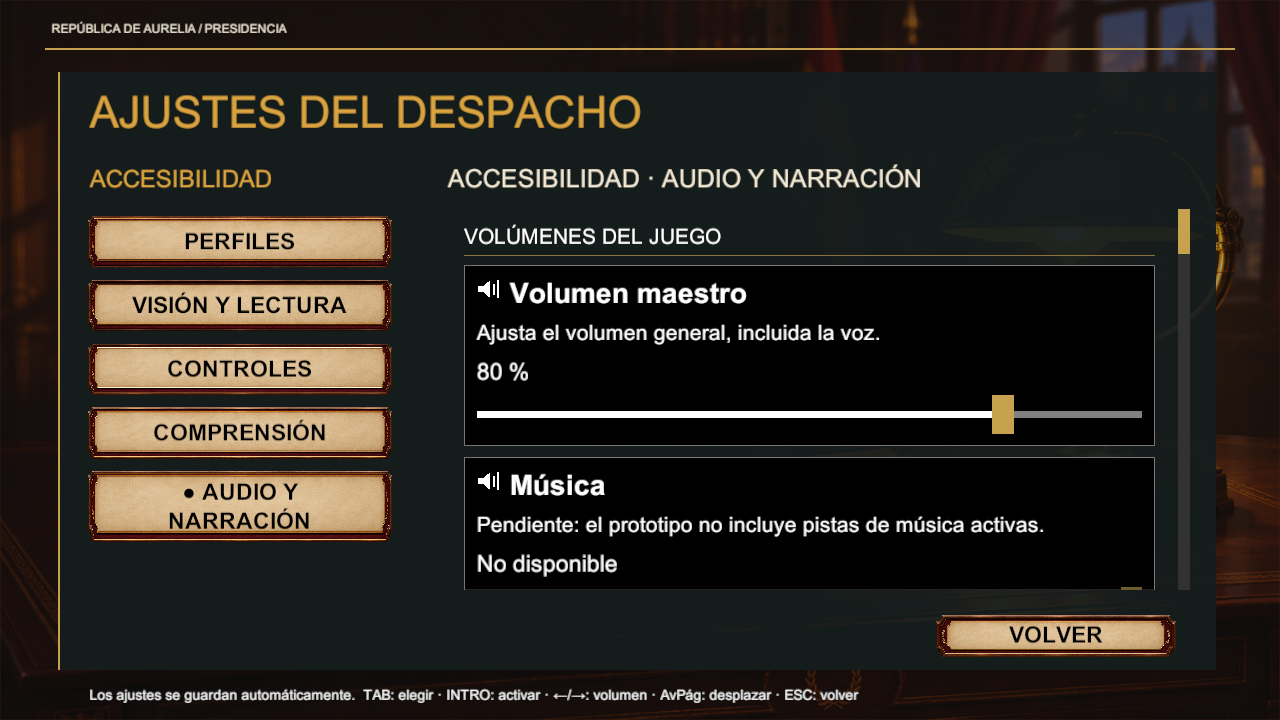 REPÚBLICA DE AURELIA / PRESIDENCIA
AJUSTES DEL DESPACHO
ACCESIBILIDAD
PERFILES
VISIÓN Y LECTURA
CONTROLES
COMPRENSIÓN
● AUDIO Y
NARRACIÓN
ACCESIBILIDAD · AUDIO Y NARRACIÓN
VOLÚMENES DEL JUEGO
Volumen maestro
Ajusta el volumen general, incluida la voz.
80 %
Música
Pendiente: el prototipo no incluye pistas de música activas.
No disponible
VOLVER
Los ajustes se guardan automáticamente. TAB: elegir · INTRO: activar · ←/→: volumen · AvPág: desplazar · ESC: volver